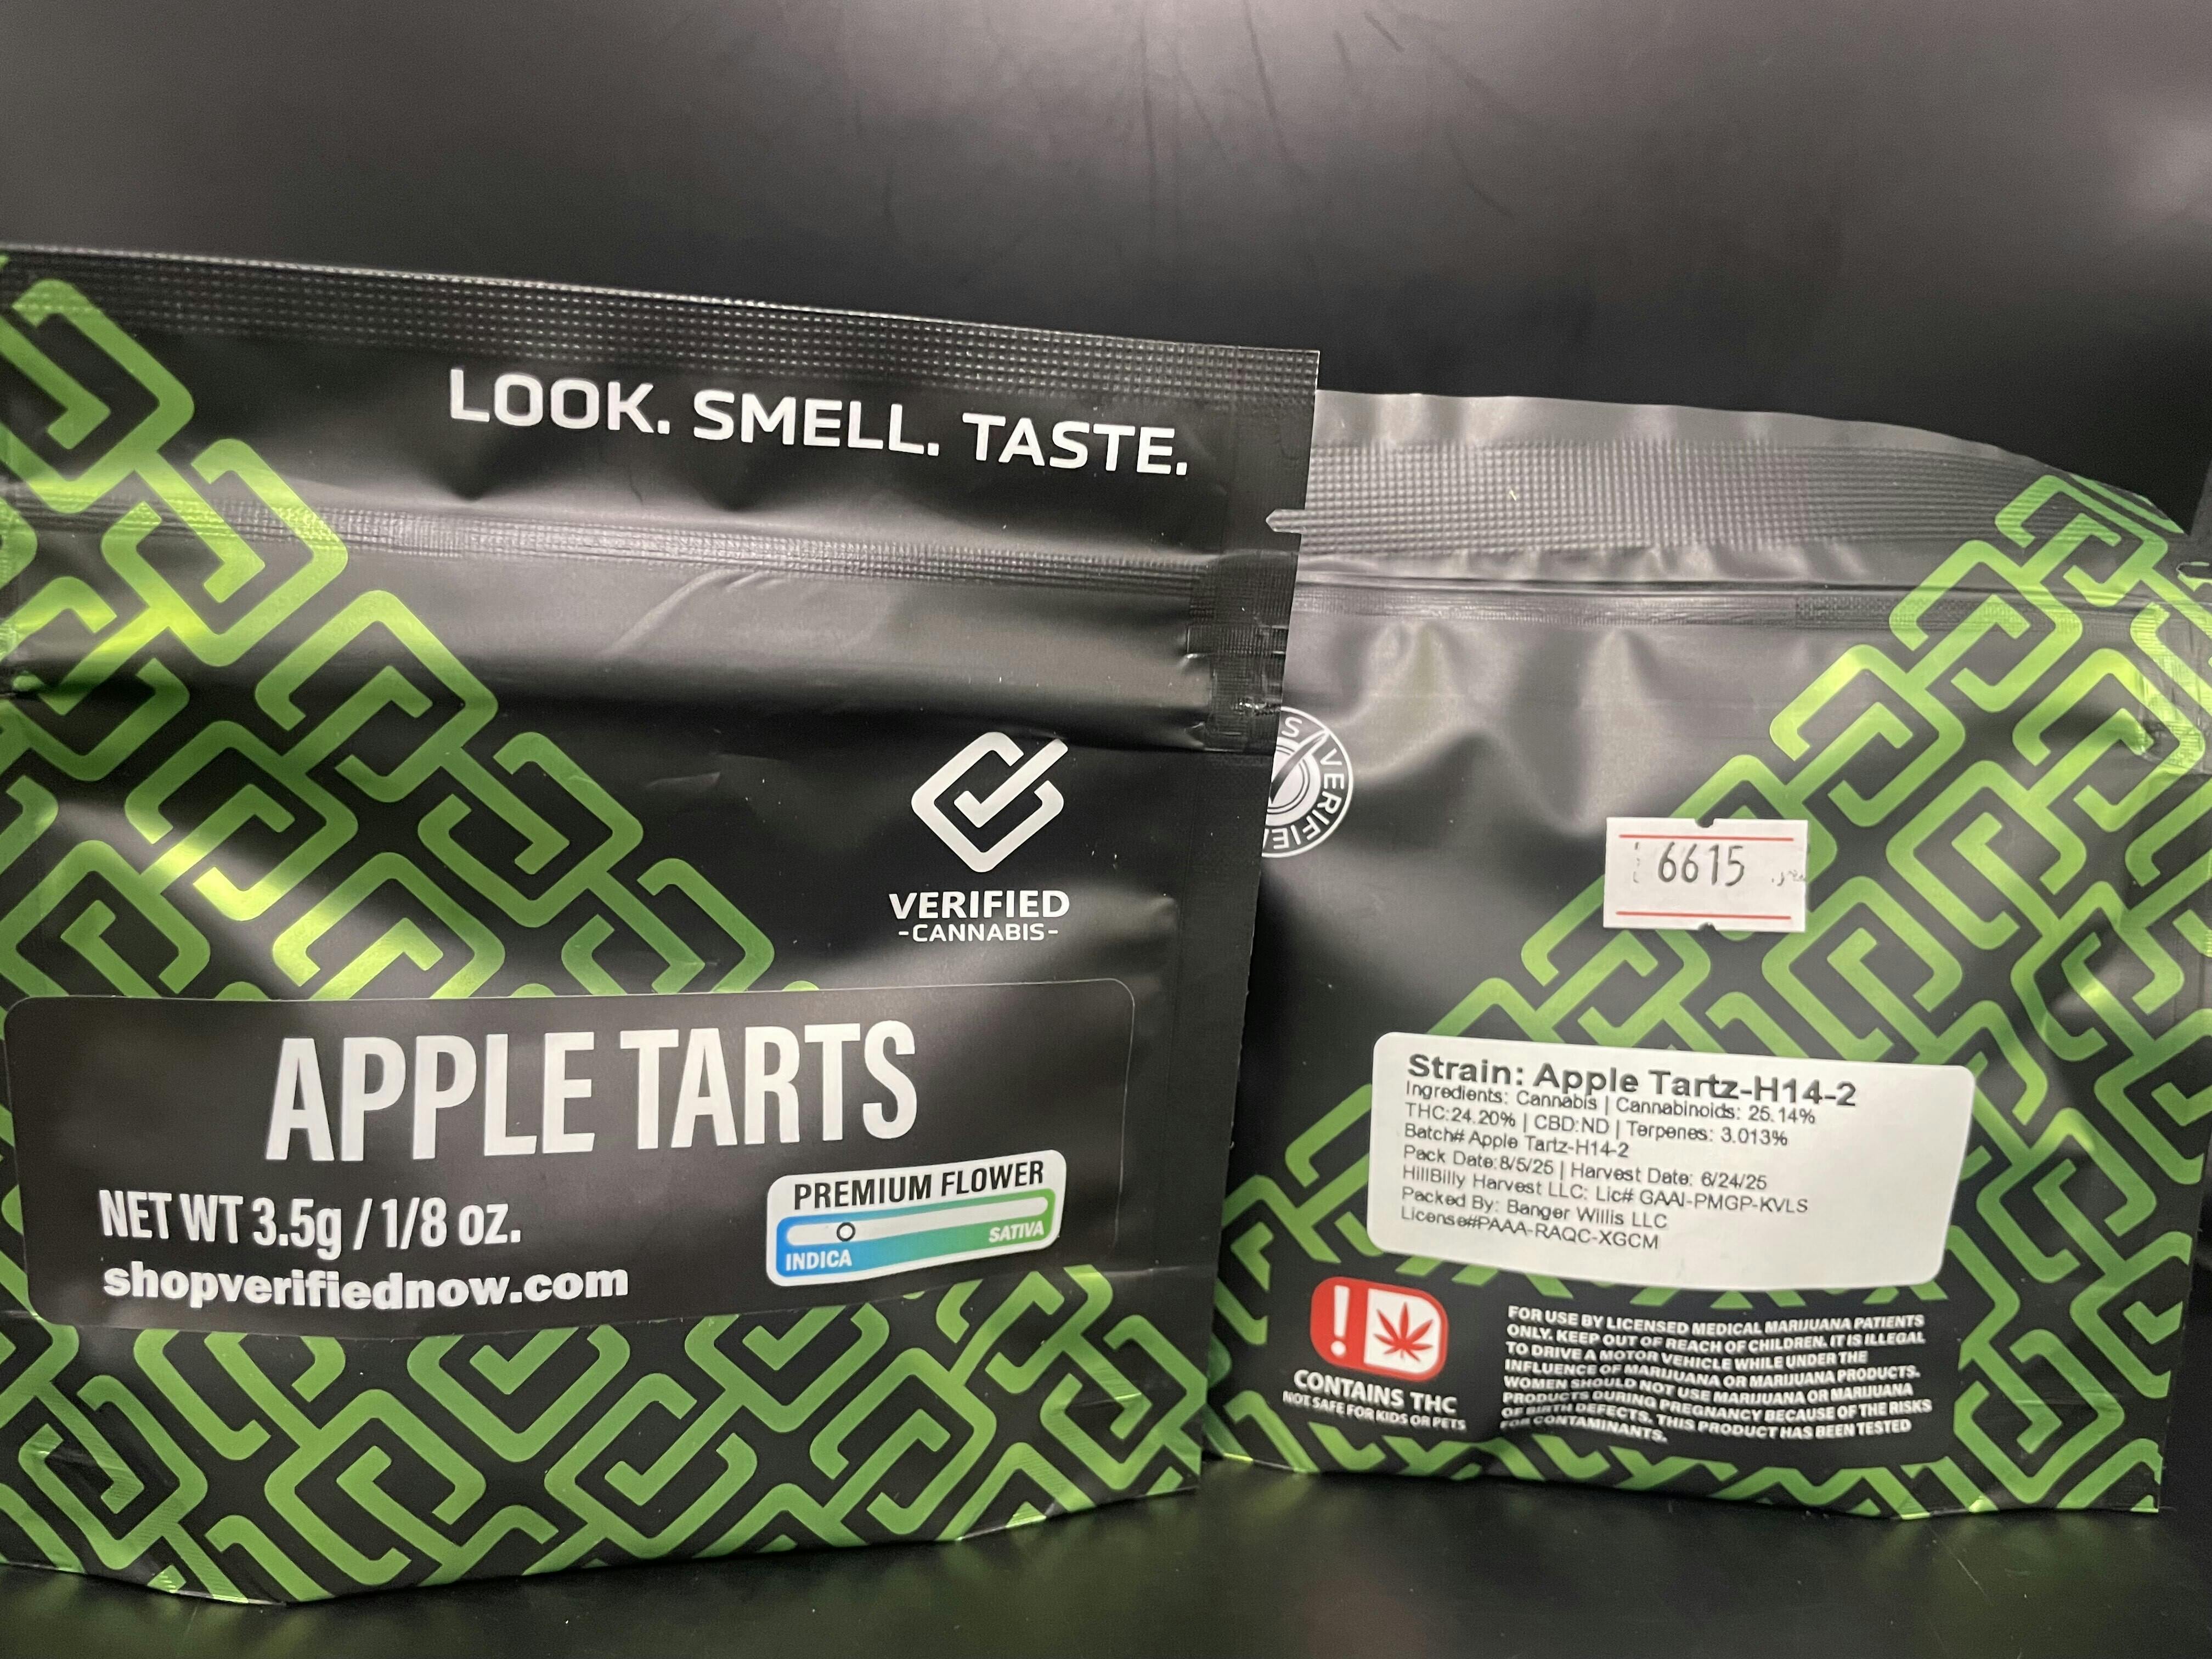 LOOK. SMELL. TASTE.
VERIFIED
-CANNABIS-
APPLE TARTS
NET WT 3.5g / 1/8 OZ.
shopverifiednow.com
PREMIUM FLOWER
INDICA
SATIVA
VERIFIED
6615
Strain: Apple Tartz-H14-2
Ingredients: Cannabis | Cannabinoids: 25.14%
THC:24.20% | CBD:ND | Terpenes: 3.013%
Batch# Apple Tartz-H14-2
Pack Date:8/5/25 | Harvest Date: 6/24/25
HillBilly Harvest LLC: Lic# GAAI-PMGP-KVLS
Packed By: Banger Willis LLC
License#PAAA-RAQC-XGCM
CONTAINS THC
NOT SAFE FOR KIDS OR PETS
FOR USE BY LICENSED MEDICAL MARIJUANA PATIENTS
ONLY. KEEP OUT OF REACH OF CHILDREN. IT IS ILLEGAL
TO DRIVE A MOTOR VEHICLE WHILE UNDER THE
INFLUENCE OF MARIJUANA OR MARIJUANA PRODUCTS.
WOMEN SHOULD NOT USE MARIJUANA OR MARIJUANA
PRODUCTS DURING PREGNANCY BECAUSE OF THE RISKS
OF BIRTH DEFECTS. THIS PRODUCT HAS BEEN TESTED
FOR CONTAMINANTS.